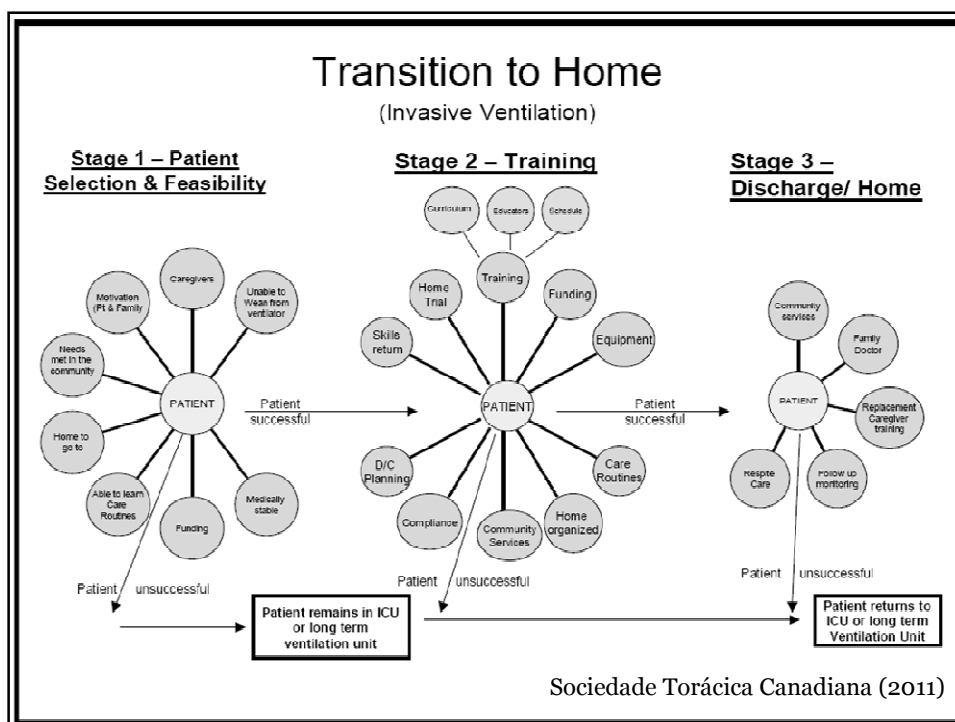 Transition to Home
(Invasive Ventilation)
Stage 1 – Patient
Selection & Feasibility
Caregivers
Motivation
(Pt & Family
Unable to
Wean from
ventilator
Needs
met in the
community
PATIENT
Home to
go to
Able to learn
Care
Routines
Funding
Medically
stable
Patient
successful
Patient unsuccessful
Patient remains in ICU
or long term
ventilation unit
Stage 2 – Training
Curriculum
Educators
Schedule
Training
Home
Trial
Funding
Skills
return
Equipment
PATIENT
D/C
Planning
Care
Routines
Compliance
Community
Services
Home
organized
Patient
successful
Patient unsuccessful
Stage 3 –
Discharge/ Home
Community
services
Family
Doctor
PATIENT
Replacement
Caregiver
training
Respite
Care
Follow up
monitoring
Patient unsuccessful
Patient returns to
ICU or long term
Ventilation Unit
Sociedade Torácica Canadiana (2011)